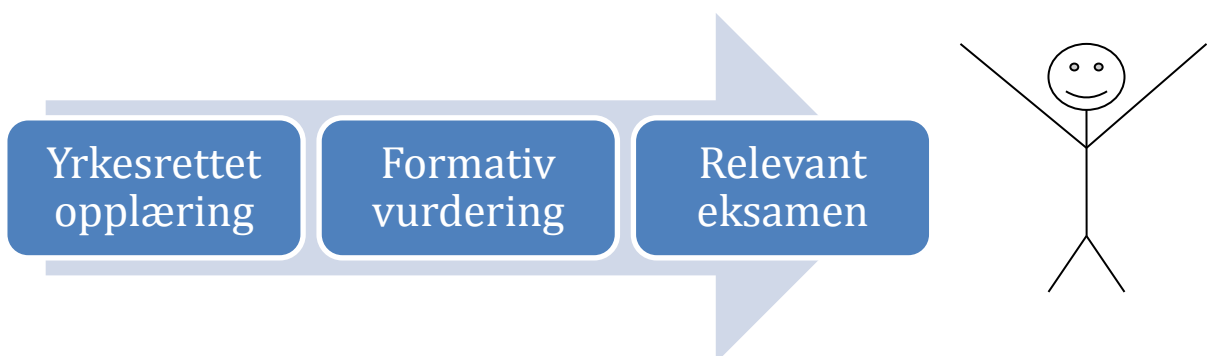 Yrkesrettet
opplæring
Formativ
vurdering
Relevant
eksamen